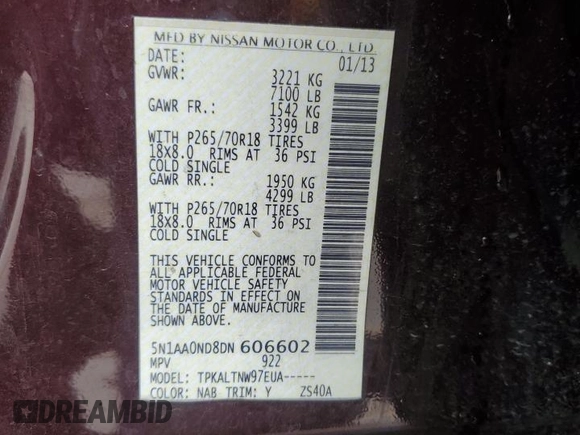 MFD BY NISSAN MOTOR CO., LTD.
DATE: 01/13
GVWR: 3221 KG
7100 LB
GAWR FR.: 1542 KG
3399 LB
WITH P265/70R18 TIRES
18X8.0 RIMS AT 36 PSI
COLD SINGLE
GAWR RR.: 1950 KG
4299 LB
WITH P265/70R18 TIRES
18X8.0 RIMS AT 36 PSI
COLD SINGLE
THIS VEHICLE CONFORMS TO
ALL APPLICABLE FEDERAL
MOTOR VEHICLE SAFETY
STANDARDS IN EFFECT ON
THE DATE OF MANUFACTURE
SHOWN ABOVE.
5N1AA0ND8DN 606602
MPV 922
MODEL: TPKALTNW97EUA-----
COLOR: NAB TRIM: Y ZS40A
DREAMBID